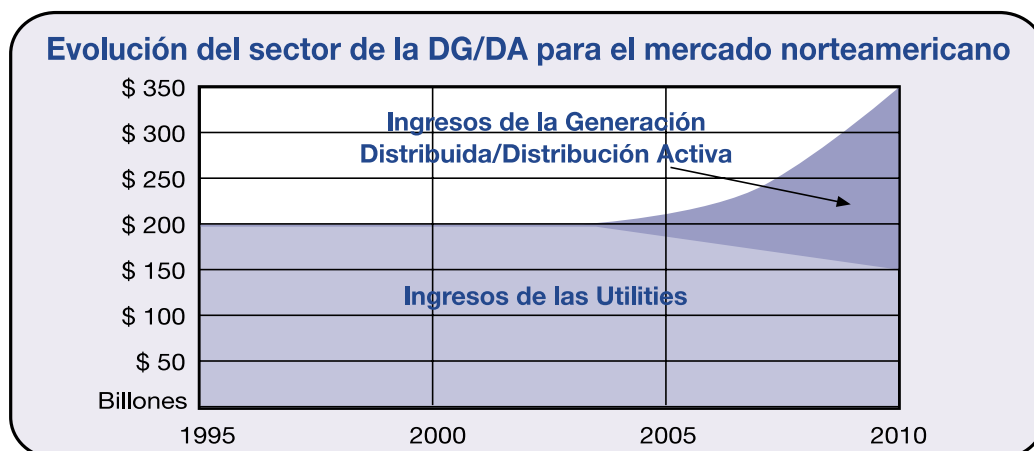 Evolución del sector de la DG/DA para el mercado norteamericano
$ 350
$ 300
$ 250
$ 200
$ 150
$ 100
$ 50
Billones
Ingresos de la Generación
Distribuida/Distribución Activa
Ingresos de las Utilities
1995
2000
2005
2010